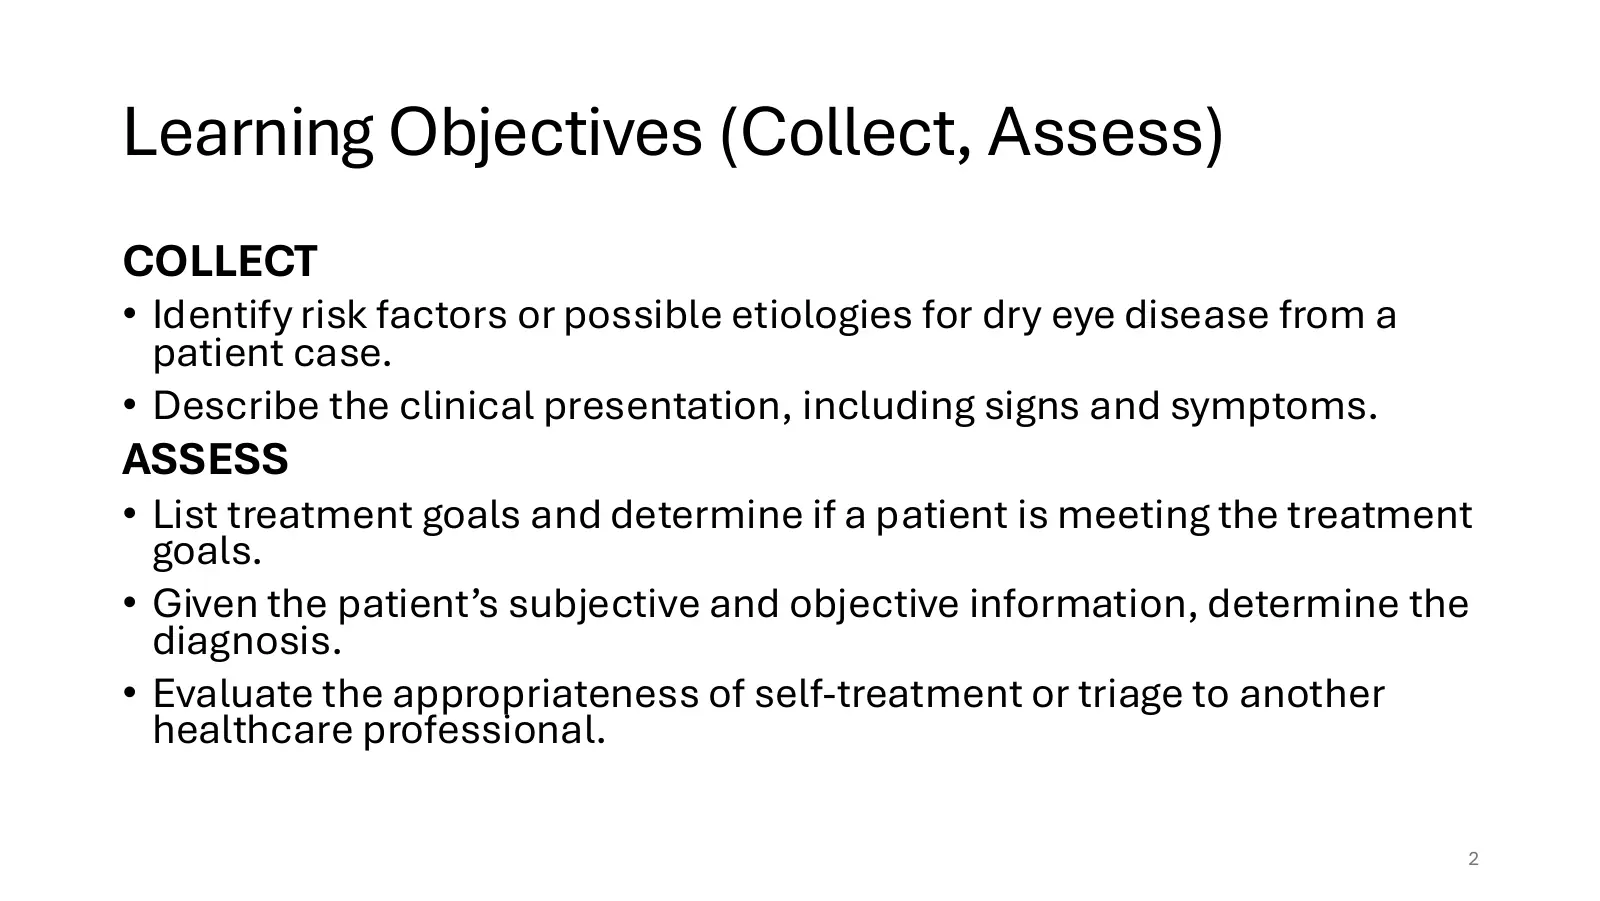 Learning Objectives (Collect, Assess)
COLLECT
• Identify risk factors or possible etiologies for dry eye disease from a
patient case.
• Describe the clinical presentation, including signs and symptoms.
ASSESS
• List treatment goals and determine if a patient is meeting the treatment
goals.
• Given the patient’s subjective and objective information, determine the
diagnosis.
• Evaluate the appropriateness of self-treatment or triage to another
healthcare professional.
2